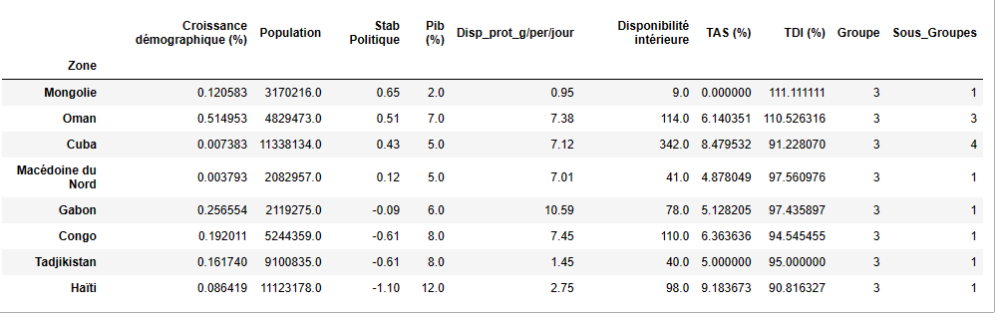 Croissance démographique (%) Population Stab Politique Pib (%) Disp_prot_g/per/jour Disponibilité intérieure TAS (%) TDI (%) Groupe Sous_Groupes
Zone
Mongolie 0.120583 3170216.0 0.65 2.0 0.95 9.0 0.000000 111.111111 3 1
Oman 0.514953 4829473.0 0.51 7.0 7.38 114.0 6.140351 110.526316 3 3
Cuba 0.007383 11338134.0 0.43 5.0 7.12 342.0 8.479532 91.228070 3 4
Macédoine du Nord 0.003793 2082957.0 0.12 5.0 7.01 41.0 4.878049 97.560976 3 1
Gabon 0.256554 2119275.0 -0.09 6.0 10.59 78.0 5.128205 97.435897 3 1
Congo 0.192011 5244359.0 -0.61 8.0 7.45 110.0 6.363636 94.545455 3 1
Tadjikistan 0.161740 9100835.0 -0.61 8.0 1.45 40.0 5.000000 95.000000 3 1
Haïti 0.086419 11123178.0 -1.10 12.0 2.75 98.0 9.183673 90.816327 3 1